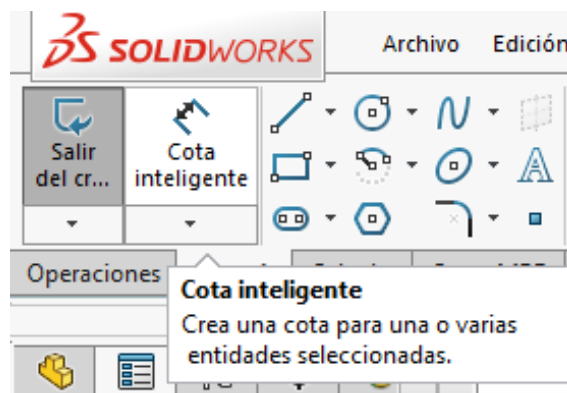 SOLIDWORKS
Archivo Edición
Salir
del cr...
Cota
inteligente
Operaciones
Cota inteligente
Crea una cota para una o varias
entidades seleccionadas.